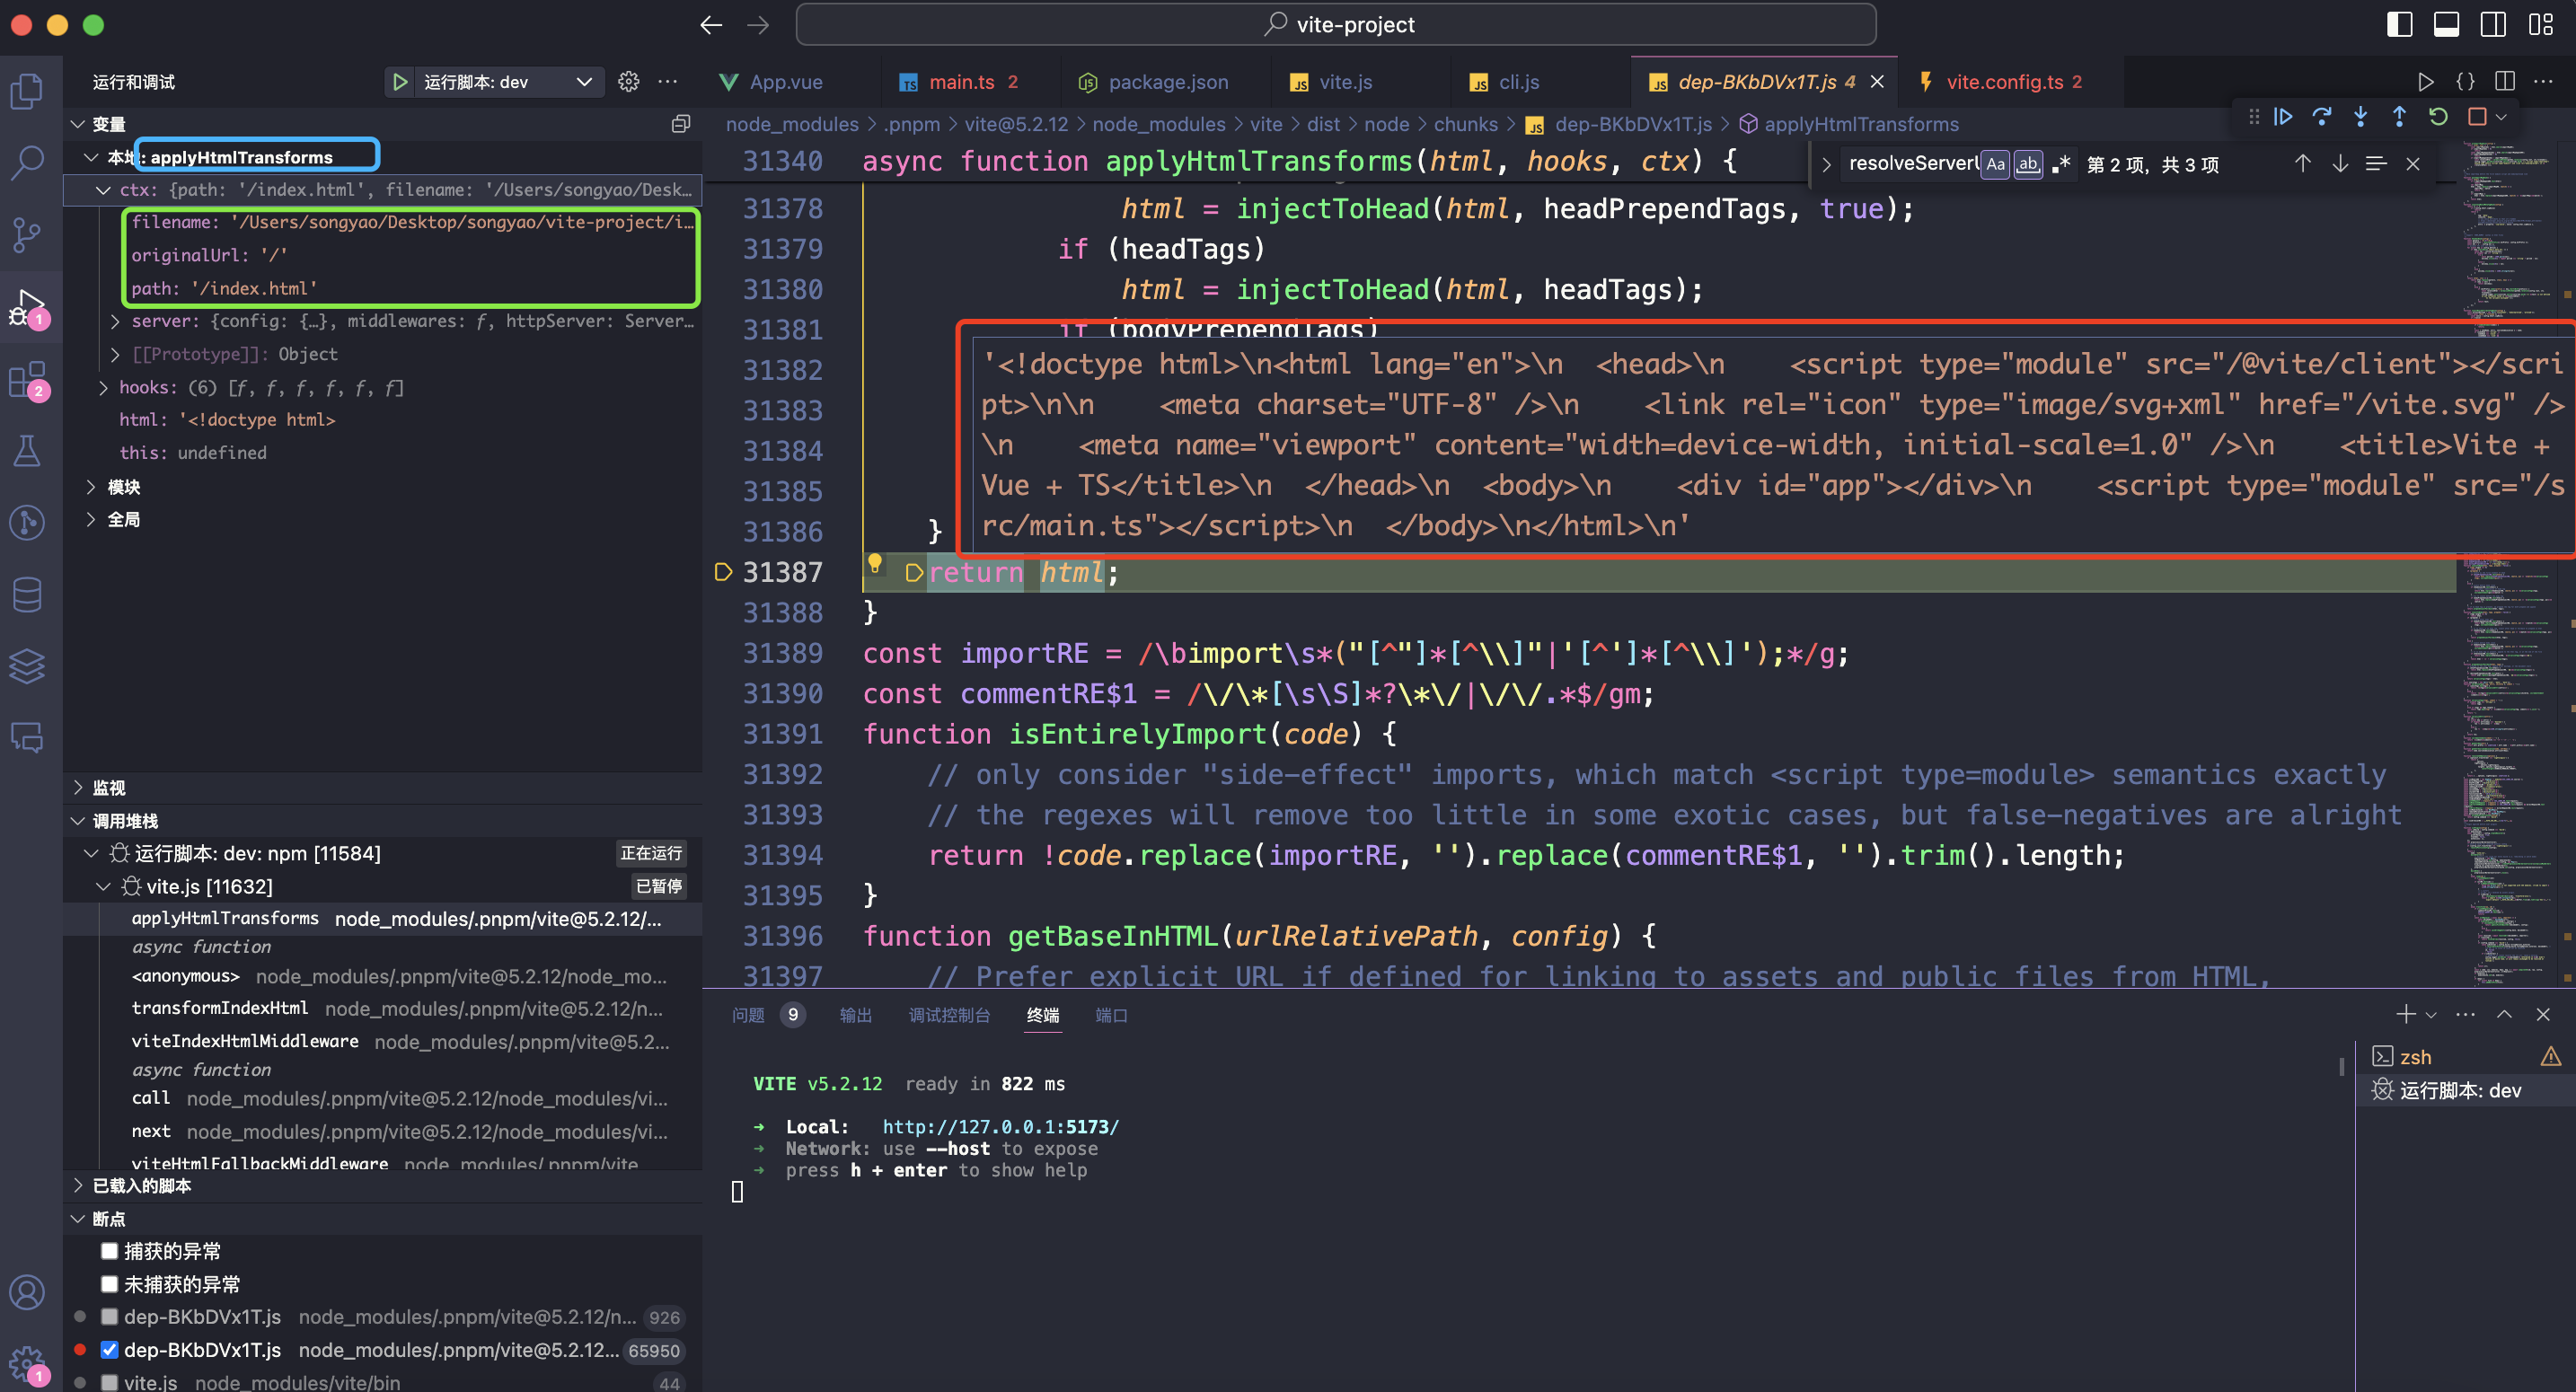 vite-project
运行和调试
运行脚本: dev
App.vue
main.ts 2
package.json
vite.js
cli.js
dep-BKbDVx1T.js 4
vite.config.ts 2
node_modules > .pnpm > vite@5.2.12 > node_modules > vite > dist > node > chunks > dep-BKbDVx1T.js > applyHtmlTransforms
变量
本地: applyHtmlTransforms
ctx: {path: '/index.html', filename: '/Users/songyao/Desk…
filename: '/Users/songyao/Desktop/songyao/vite-project/i…
originalUrl: '/'
path: '/index.html'
server: {config: {…}, middlewares: ƒ, httpServer: Server…
[[Prototype]]: Object
hooks: (6) [ƒ, ƒ, ƒ, ƒ, ƒ, ƒ]
html: '<!doctype html>
this: undefined
模块
全局
监视
调用堆栈
运行脚本: dev: npm [11584] 正在运行
vite.js [11632] 已暂停
applyHtmlTransforms node_modules/.pnpm/vite@5.2.12/...
async function
<anonymous> node_modules/.pnpm/vite@5.2.12/node_mo...
transformIndexHtml node_modules/.pnpm/vite@5.2.12/n...
viteIndexHtmlMiddleware node_modules/.pnpm/vite@5.2...
async function
call node_modules/.pnpm/vite@5.2.12/node_modules/vi...
next node_modules/.pnpm/vite@5.2.12/node_modules/vi...
viteHtmlFallbackMiddleware node_modules/.pnpm/vite
已载入的脚本
断点
捕获的异常
未捕获的异常
dep-BKbDVx1T.js node_modules/.pnpm/vite@5.2.12/n... 926
dep-BKbDVx1T.js node_modules/.pnpm/vite@5.2.12... 65950
vite.js node_modules/vite/bin 44
1
2
1
resolveServerU Aa ab .* 第 2 项, 共 3 项
31340 async function applyHtmlTransforms(html, hooks, ctx) {
31378 html = injectToHead(html, headPrependTags, true);
31379 if (headTags)
31380 html = injectToHead(html, headTags);
31381 if (bodyPrependTags)
31382
31383
31384
31385
31386 }
'<!doctype html>\n<html lang="en">\n  <head>\n    <script type="module" src="/@vite/client"></scri
pt>\n\n    <meta charset="UTF-8" />\n    <link rel="icon" type="image/svg+xml" href="/vite.svg" />
\n    <meta name="viewport" content="width=device-width, initial-scale=1.0" />\n    <title>Vite +
Vue + TS</title>\n  </head>\n  <body>\n    <div id="app"></div>\n    <script type="module" src="/s
rc/main.ts"></script>\n  </body>\n</html>\n'
31387 return html;
31388 }
31389 const importRE = /\bimport\s*("[^"]*[^\\]"|'[^']*[^\\]');*/g;
31390 const commentRE$1 = /\/\*[\s\S]*?\*\/|\/\/.*$/gm;
31391 function isEntirelyImport(code) {
31392 // only consider "side-effect" imports, which match <script type=module> semantics exactly
31393 // the regexes will remove too little in some exotic cases, but false-negatives are alright
31394 return !code.replace(importRE, '').replace(commentRE$1, '').trim().length;
31395 }
31396 function getBaseInHTML(urlRelativePath, config) {
31397 // Prefer explicit URL if defined for linking to assets and public files from HTML,
问题 9 输出 调试控制台 终端 端口
VITE v5.2.12 ready in 822 ms
➜ Local: http://127.0.0.1:5173/
➜ Network: use --host to expose
➜ press h + enter to show help
zsh
运行脚本: dev